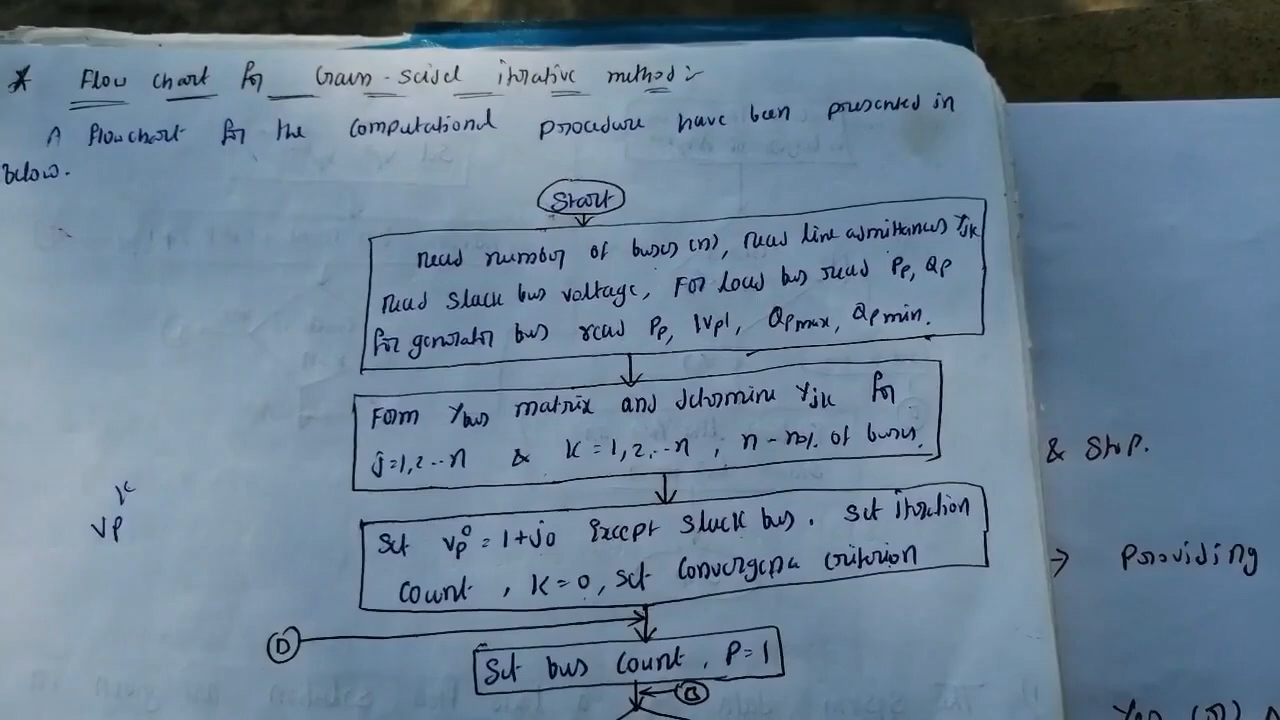 * Flow chart for Gauss-seisel iterative method :-
A flowchart for the computational procedure have been presented in
below.
Start
read number of buses (n), read line admittances Yjk
read slack bus voltage, For load bus read Pp, Qp
for generator bus read Pp, |Vp|, Qpmax, Qpmin.
Form Ybus matrix and determine Yjk for
j=1,2--n & K=1,2,--n, n - no. of buses.
Set Vp⁰ = 1+j0 Except slack bus. set iteration
count, K=0, set convergence criterion
D
Set bus count, P=1
B
Vp^K
& Stop.
→ Providing
Yes (or)